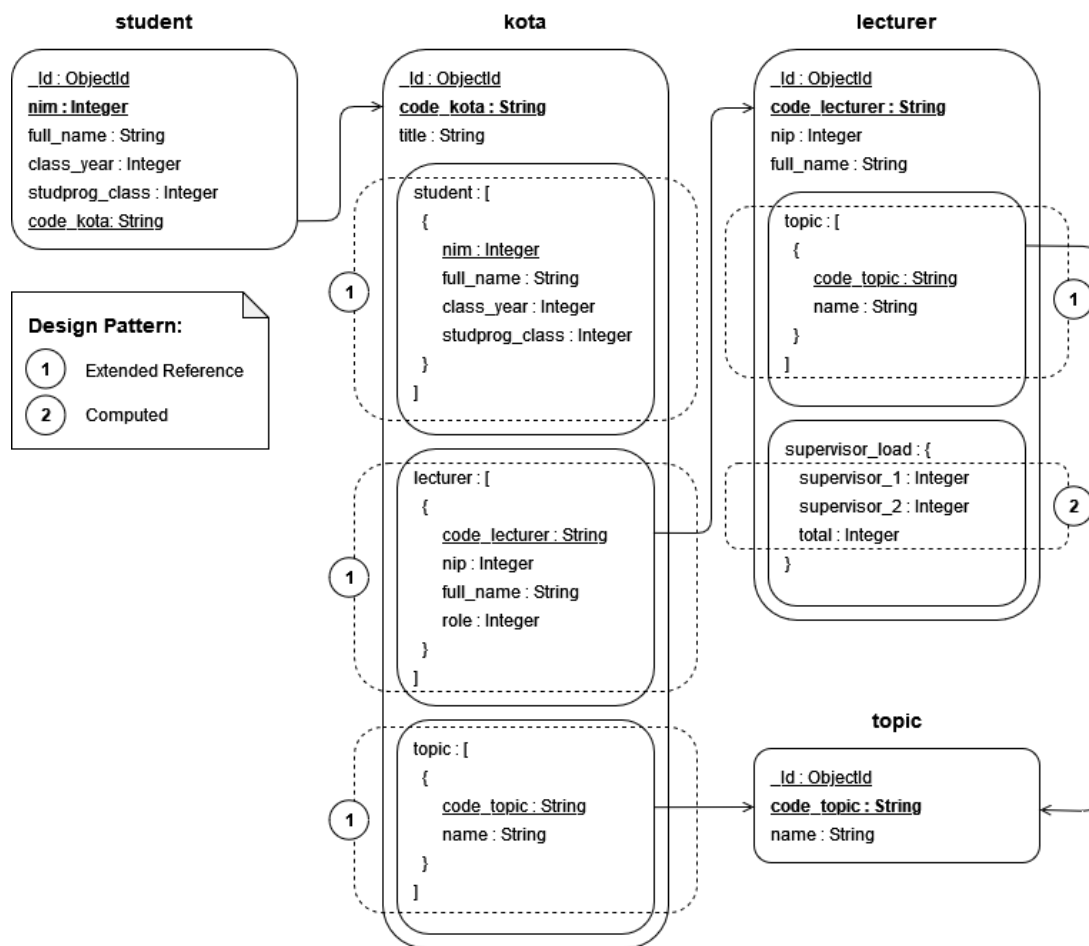 student
_Id : ObjectId
nim : Integer
full_name : String
class_year : Integer
studprog_class : Integer
code_kota: String
Design Pattern:
1 Extended Reference
2 Computed
kota
_Id : ObjectId
code_kota : String
title : String
student : [
{
nim : Integer
full_name : String
class_year : Integer
studprog_class : Integer
}
]
1
lecturer : [
{
code_lecturer : String
nip : Integer
full_name : String
role : Integer
}
]
1
topic : [
{
code_topic : String
name : String
}
]
1
lecturer
_Id : ObjectId
code_lecturer : String
nip : Integer
full_name : String
topic : [
{
code_topic : String
name : String
}
]
1
supervisor_load : {
supervisor_1 : Integer
supervisor_2 : Integer
total : Integer
}
2
topic
_Id : ObjectId
code_topic : String
name : String